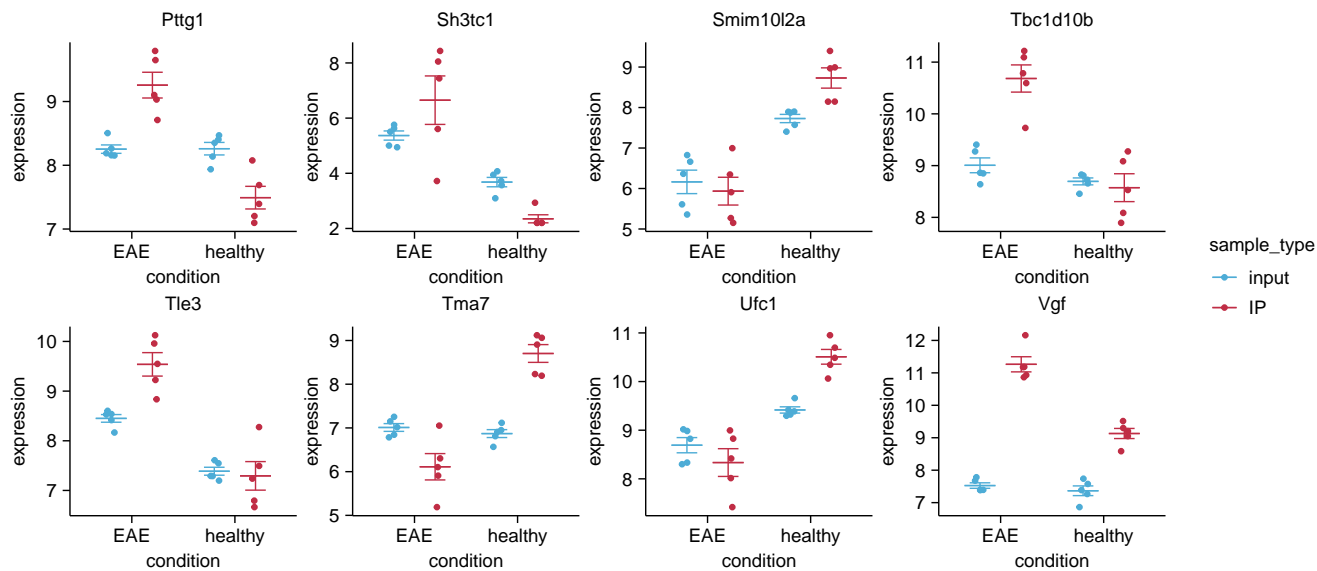 Pttg1
Sh3tc1
Smim10l2a
Tbc1d10b
expression
9
8
7
EAE
healthy
condition
expression
8
6
4
2
EAE
healthy
condition
expression
9
8
7
6
5
EAE
healthy
condition
expression
11
10
9
8
EAE
healthy
condition
sample_type
input
IP
Tle3
Tma7
Ufc1
Vgf
expression
10
9
8
7
EAE
healthy
condition
expression
9
8
7
6
5
EAE
healthy
condition
expression
11
10
9
8
EAE
healthy
condition
expression
12
11
10
9
8
7
EAE
healthy
condition